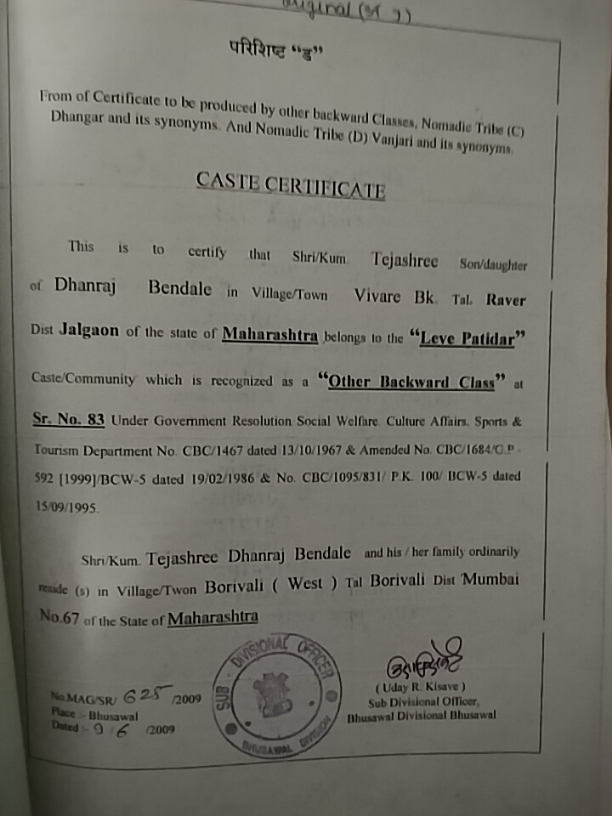 Original
परिशिष्ट “ड”
From of Certificate to be produced by other backward Classes, Nomadic Tribe (C)
Dhangar and its synonyms. And Nomadic Tribe (D) Vanjari and its synonyms.
CASTE CERTIFICATE
This is to certify that Shri/Kum. Tejashree Son/daughter
of Dhanraj Bendale in Village/Town Vivare Bk. Tal. Raver
Dist Jalgaon of the state of Maharashtra belongs to the “Leve Patidar”
Caste/Community which is recognized as a “Other Backward Class” at
Sr. No. 83 Under Government Resolution Social Welfare. Culture Affairs. Sports &
Tourism Department No. CBC/1467 dated 13/10/1967 & Amended No. CBC/1684/
592 [1999]/BCW-5 dated 19/02/1986 & No. CBC/1095/831/ P.K. 100/ BCW-5 dated
15/09/1995.
Shri/Kum. Tejashree Dhanraj Bendale and his / her family ordinarily
reside (s) in Village/Twon Borivali ( West ) Tal Borivali Dist Mumbai
No.67 of the State of Maharashtra
No.MAG/SR/ 625 /2009
Place :- Bhusawal
Dated :- 9/6 /2009
SUB - DIVISIONAL OFFICER
BHUSAWAL DIVISION
( Uday R. Kisave )
Sub Divisional Officer,
Bhusawal Divisional Bhusawal